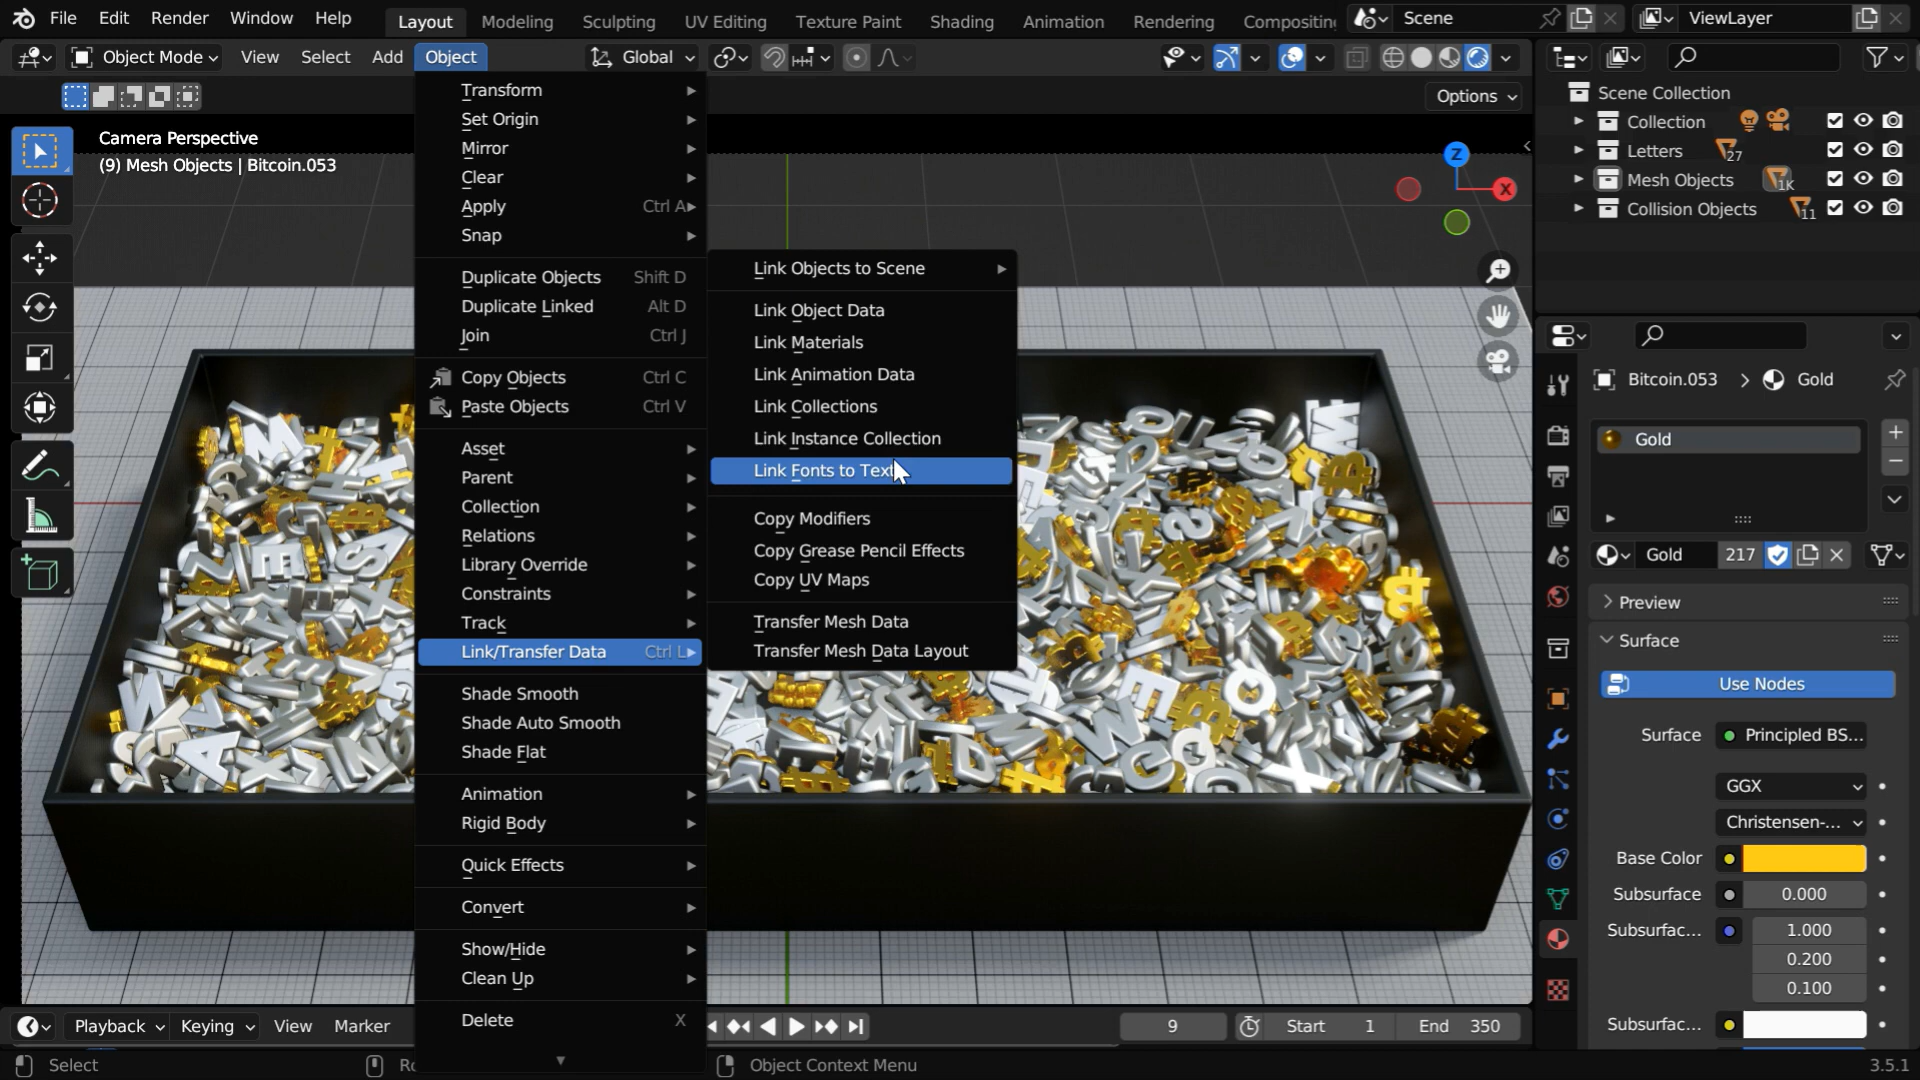 File Edit Render Window Help Layout Modeling Sculpting UV Editing Texture Paint Shading Animation Rendering Scene ViewLayer
Object Mode View Select Add Object Global
Options
Camera Perspective
(9) Mesh Objects | Bitcoin.053
Transform
Set Origin
Mirror
Clear
Apply Ctrl A
Snap
Duplicate Objects Shift D
Duplicate Linked Alt D
Join Ctrl J
Copy Objects Ctrl C
Paste Objects Ctrl V
Asset
Parent
Collection
Relations
Library Override
Constraints
Track
Link/Transfer Data Ctrl L
Shade Smooth
Shade Auto Smooth
Shade Flat
Animation
Rigid Body
Quick Effects
Convert
Show/Hide
Clean Up
Delete X
Link Objects to Scene
Link Object Data
Link Materials
Link Animation Data
Link Collections
Link Instance Collection
Link Fonts to Text
Copy Modifiers
Copy Grease Pencil Effects
Copy UV Maps
Transfer Mesh Data
Transfer Mesh Data Layout
Z
X
Scene Collection
Collection
Letters 27
Mesh Objects 1K
Collision Objects 11
Bitcoin.053 > Gold
Gold
Gold 217
Preview
Surface
Use Nodes
Surface Principled BS...
GGX
Christensen-...
Base Color
Subsurface 0.000
Subsurfac... 1.000
0.200
0.100
Subsurfac...
Playback Keying View Marker 9 Start 1 End 350
Select Object Context Menu 3.5.1